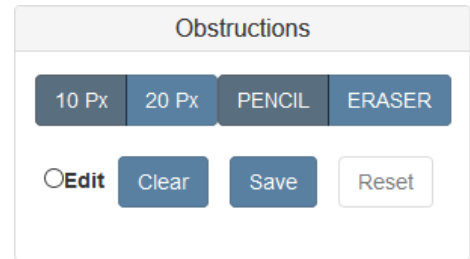 Obstructions
10 Px 20 Px PENCIL ERASER
Edit Clear Save Reset